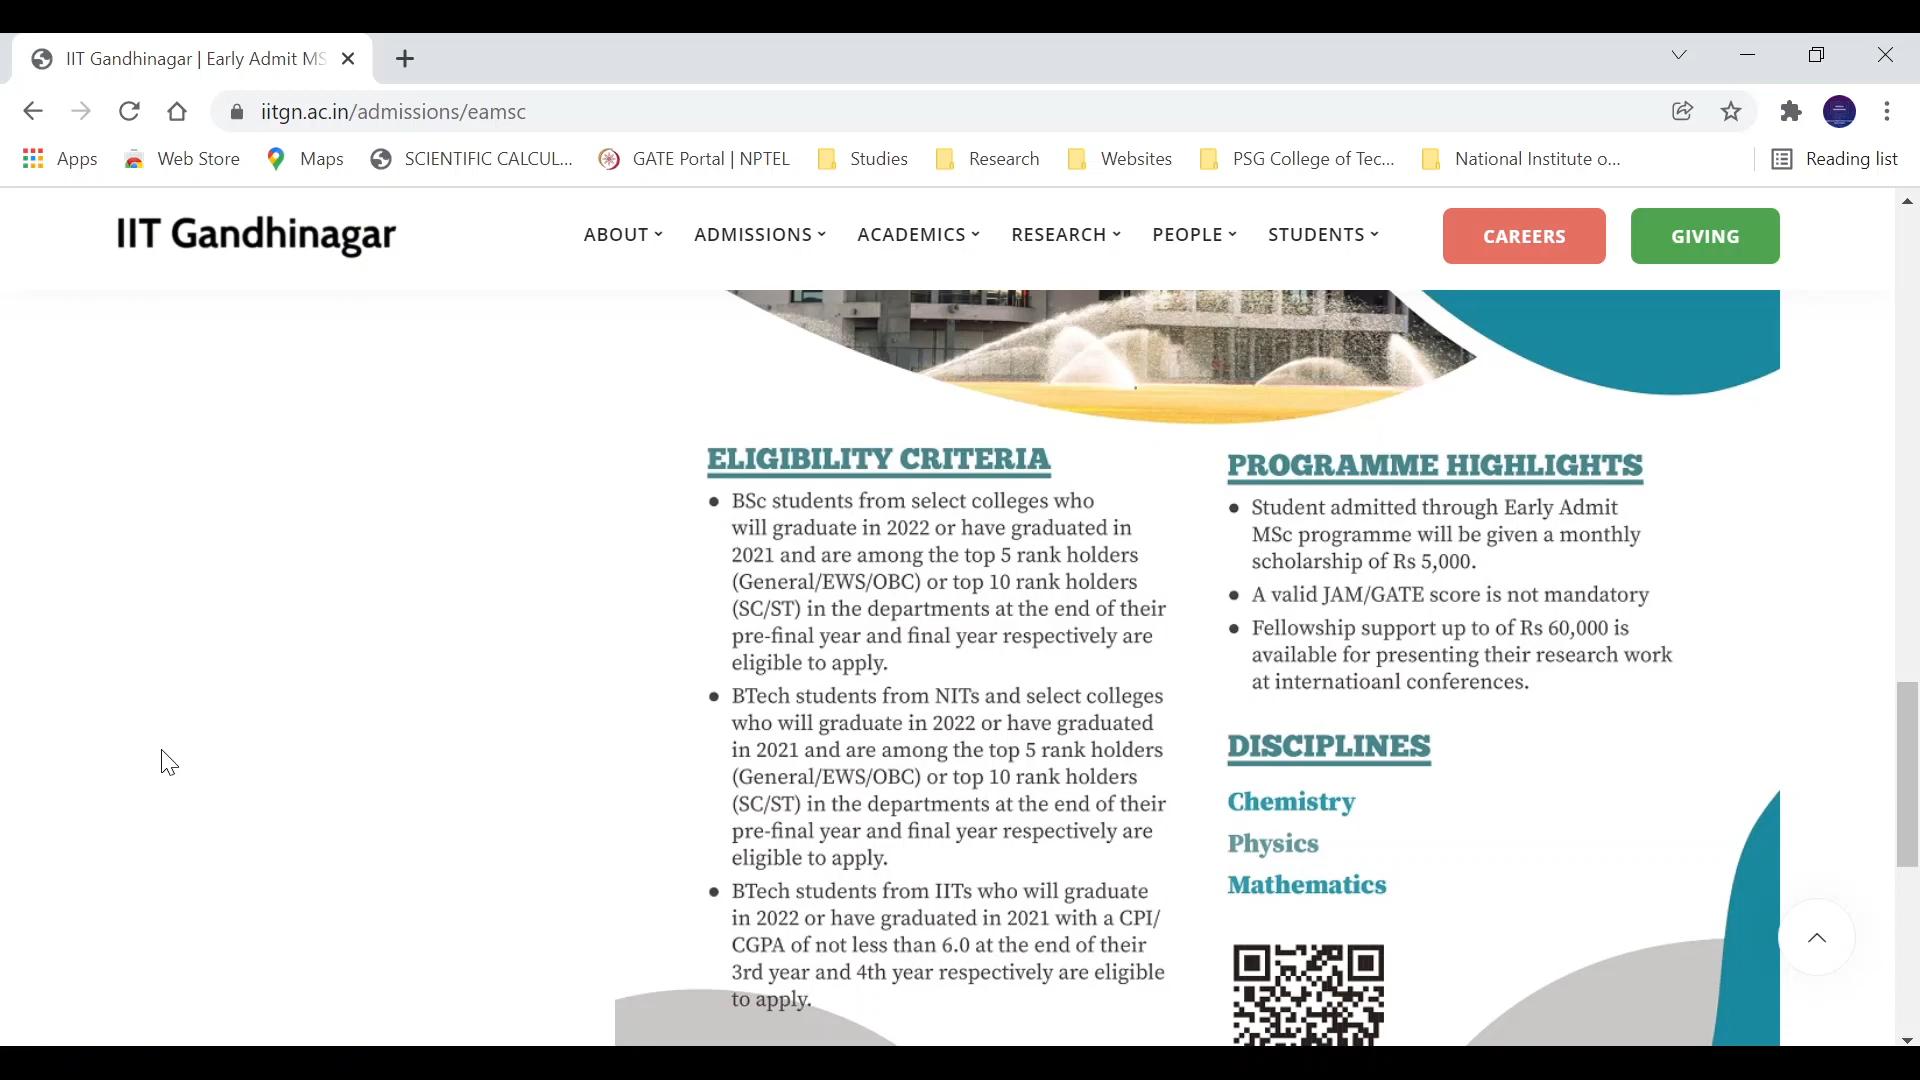 IIT Gandhinagar | Early Admit MS
iitgn.ac.in/admissions/eamsc
Apps Web Store Maps SCIENTIFIC CALCUL... GATE Portal | NPTEL Studies Research Websites PSG College of Tec... National Institute o... Reading list
IIT Gandhinagar ABOUT ADMISSIONS ACADEMICS RESEARCH PEOPLE STUDENTS CAREERS GIVING
ELIGIBILITY CRITERIA
• BSc students from select colleges who
will graduate in 2022 or have graduated in
2021 and are among the top 5 rank holders
(General/EWS/OBC) or top 10 rank holders
(SC/ST) in the departments at the end of their
pre-final year and final year respectively are
eligible to apply.
• BTech students from NITs and select colleges
who will graduate in 2022 or have graduated
in 2021 and are among the top 5 rank holders
(General/EWS/OBC) or top 10 rank holders
(SC/ST) in the departments at the end of their
pre-final year and final year respectively are
eligible to apply.
• BTech students from IITs who will graduate
in 2022 or have graduated in 2021 with a CPI/
CGPA of not less than 6.0 at the end of their
3rd year and 4th year respectively are eligible
to apply.
PROGRAMME HIGHLIGHTS
• Student admitted through Early Admit
MSc programme will be given a monthly
scholarship of Rs 5,000.
• A valid JAM/GATE score is not mandatory
• Fellowship support up to of Rs 60,000 is
available for presenting their research work
at internatioanl conferences.
DISCIPLINES
Chemistry
Physics
Mathematics